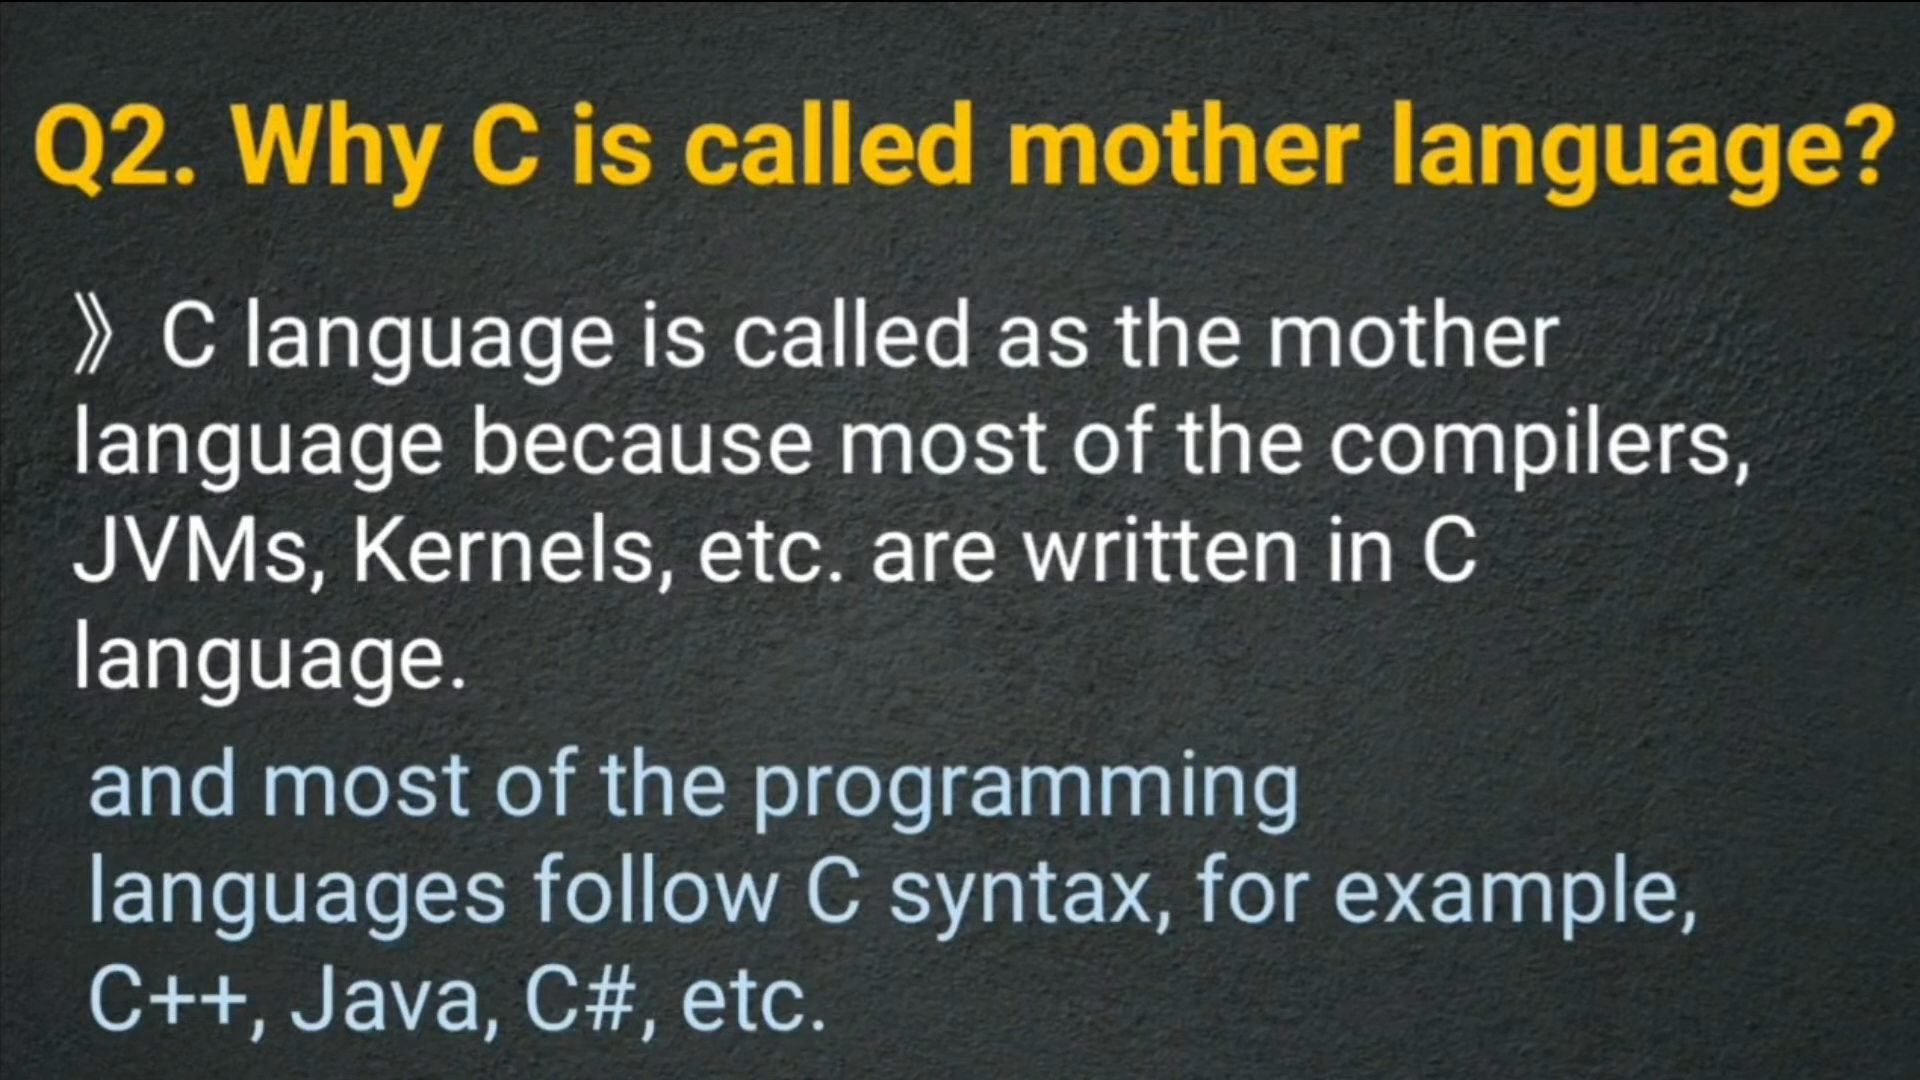 Q2. Why C is called mother language?
》 C language is called as the mother
language because most of the compilers,
JVMs, Kernels, etc. are written in C
language.
and most of the programming
languages follow C syntax, for example,
C++, Java, C#, etc.